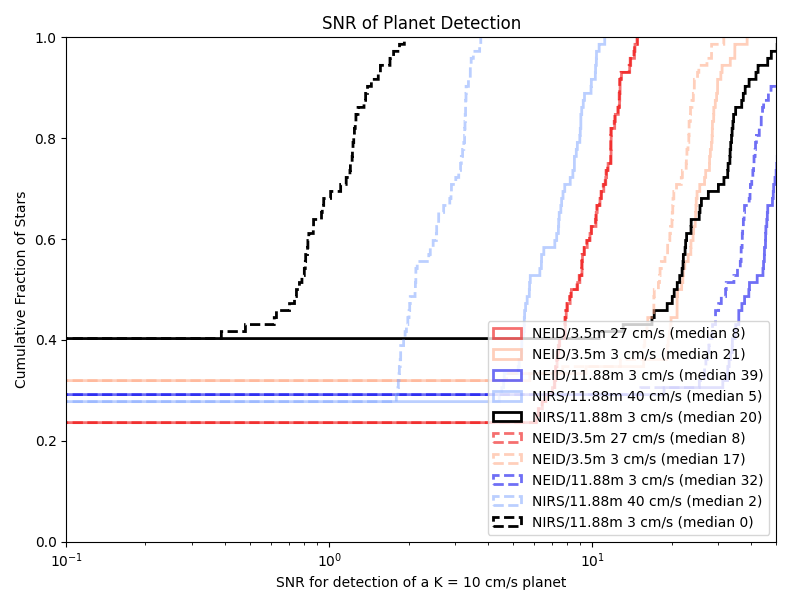 SNR of Planet Detection
Cumulative Fraction of Stars
1.0
0.8
0.6
0.4
0.2
0.0
NEID/3.5m 27 cm/s (median 8)
NEID/3.5m 3 cm/s (median 21)
NEID/11.88m 3 cm/s (median 39)
NIRS/11.88m 40 cm/s (median 5)
NIRS/11.88m 3 cm/s (median 20)
NEID/3.5m 27 cm/s (median 8)
NEID/3.5m 3 cm/s (median 17)
NEID/11.88m 3 cm/s (median 32)
NIRS/11.88m 40 cm/s (median 2)
NIRS/11.88m 3 cm/s (median 0)
10⁻¹ 10⁰ 10¹
SNR for detection of a K = 10 cm/s planet